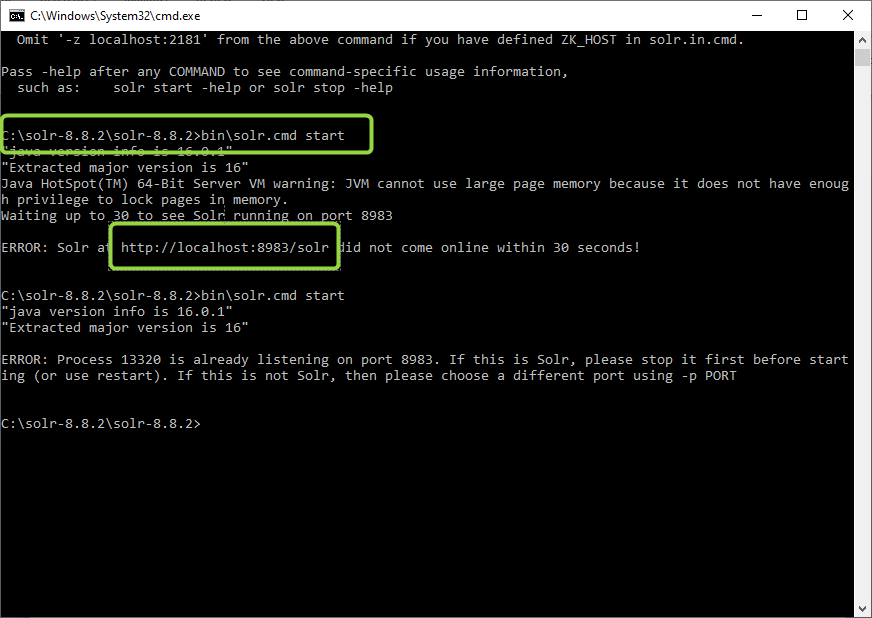 C:\Windows\System32\cmd.exe
Omit '-z localhost:2181' from the above command if you have defined ZK_HOST in solr.in.cmd.
Pass -help after any COMMAND to see command-specific usage information,
such as:    solr start -help or solr stop -help
C:\solr-8.8.2\solr-8.8.2>bin\solr.cmd start
"java version info is 16.0.1"
"Extracted major version is 16"
Java HotSpot(TM) 64-Bit Server VM warning: JVM cannot use large page memory because it does not have enoug
h privilege to lock pages in memory.
Waiting up to 30 to see Solr running on port 8983
ERROR: Solr at http://localhost:8983/solr did not come online within 30 seconds!
C:\solr-8.8.2\solr-8.8.2>bin\solr.cmd start
"java version info is 16.0.1"
"Extracted major version is 16"
ERROR: Process 13320 is already listening on port 8983. If this is Solr, please stop it first before start
ing (or use restart). If this is not Solr, then please choose a different port using -p PORT
C:\solr-8.8.2\solr-8.8.2>